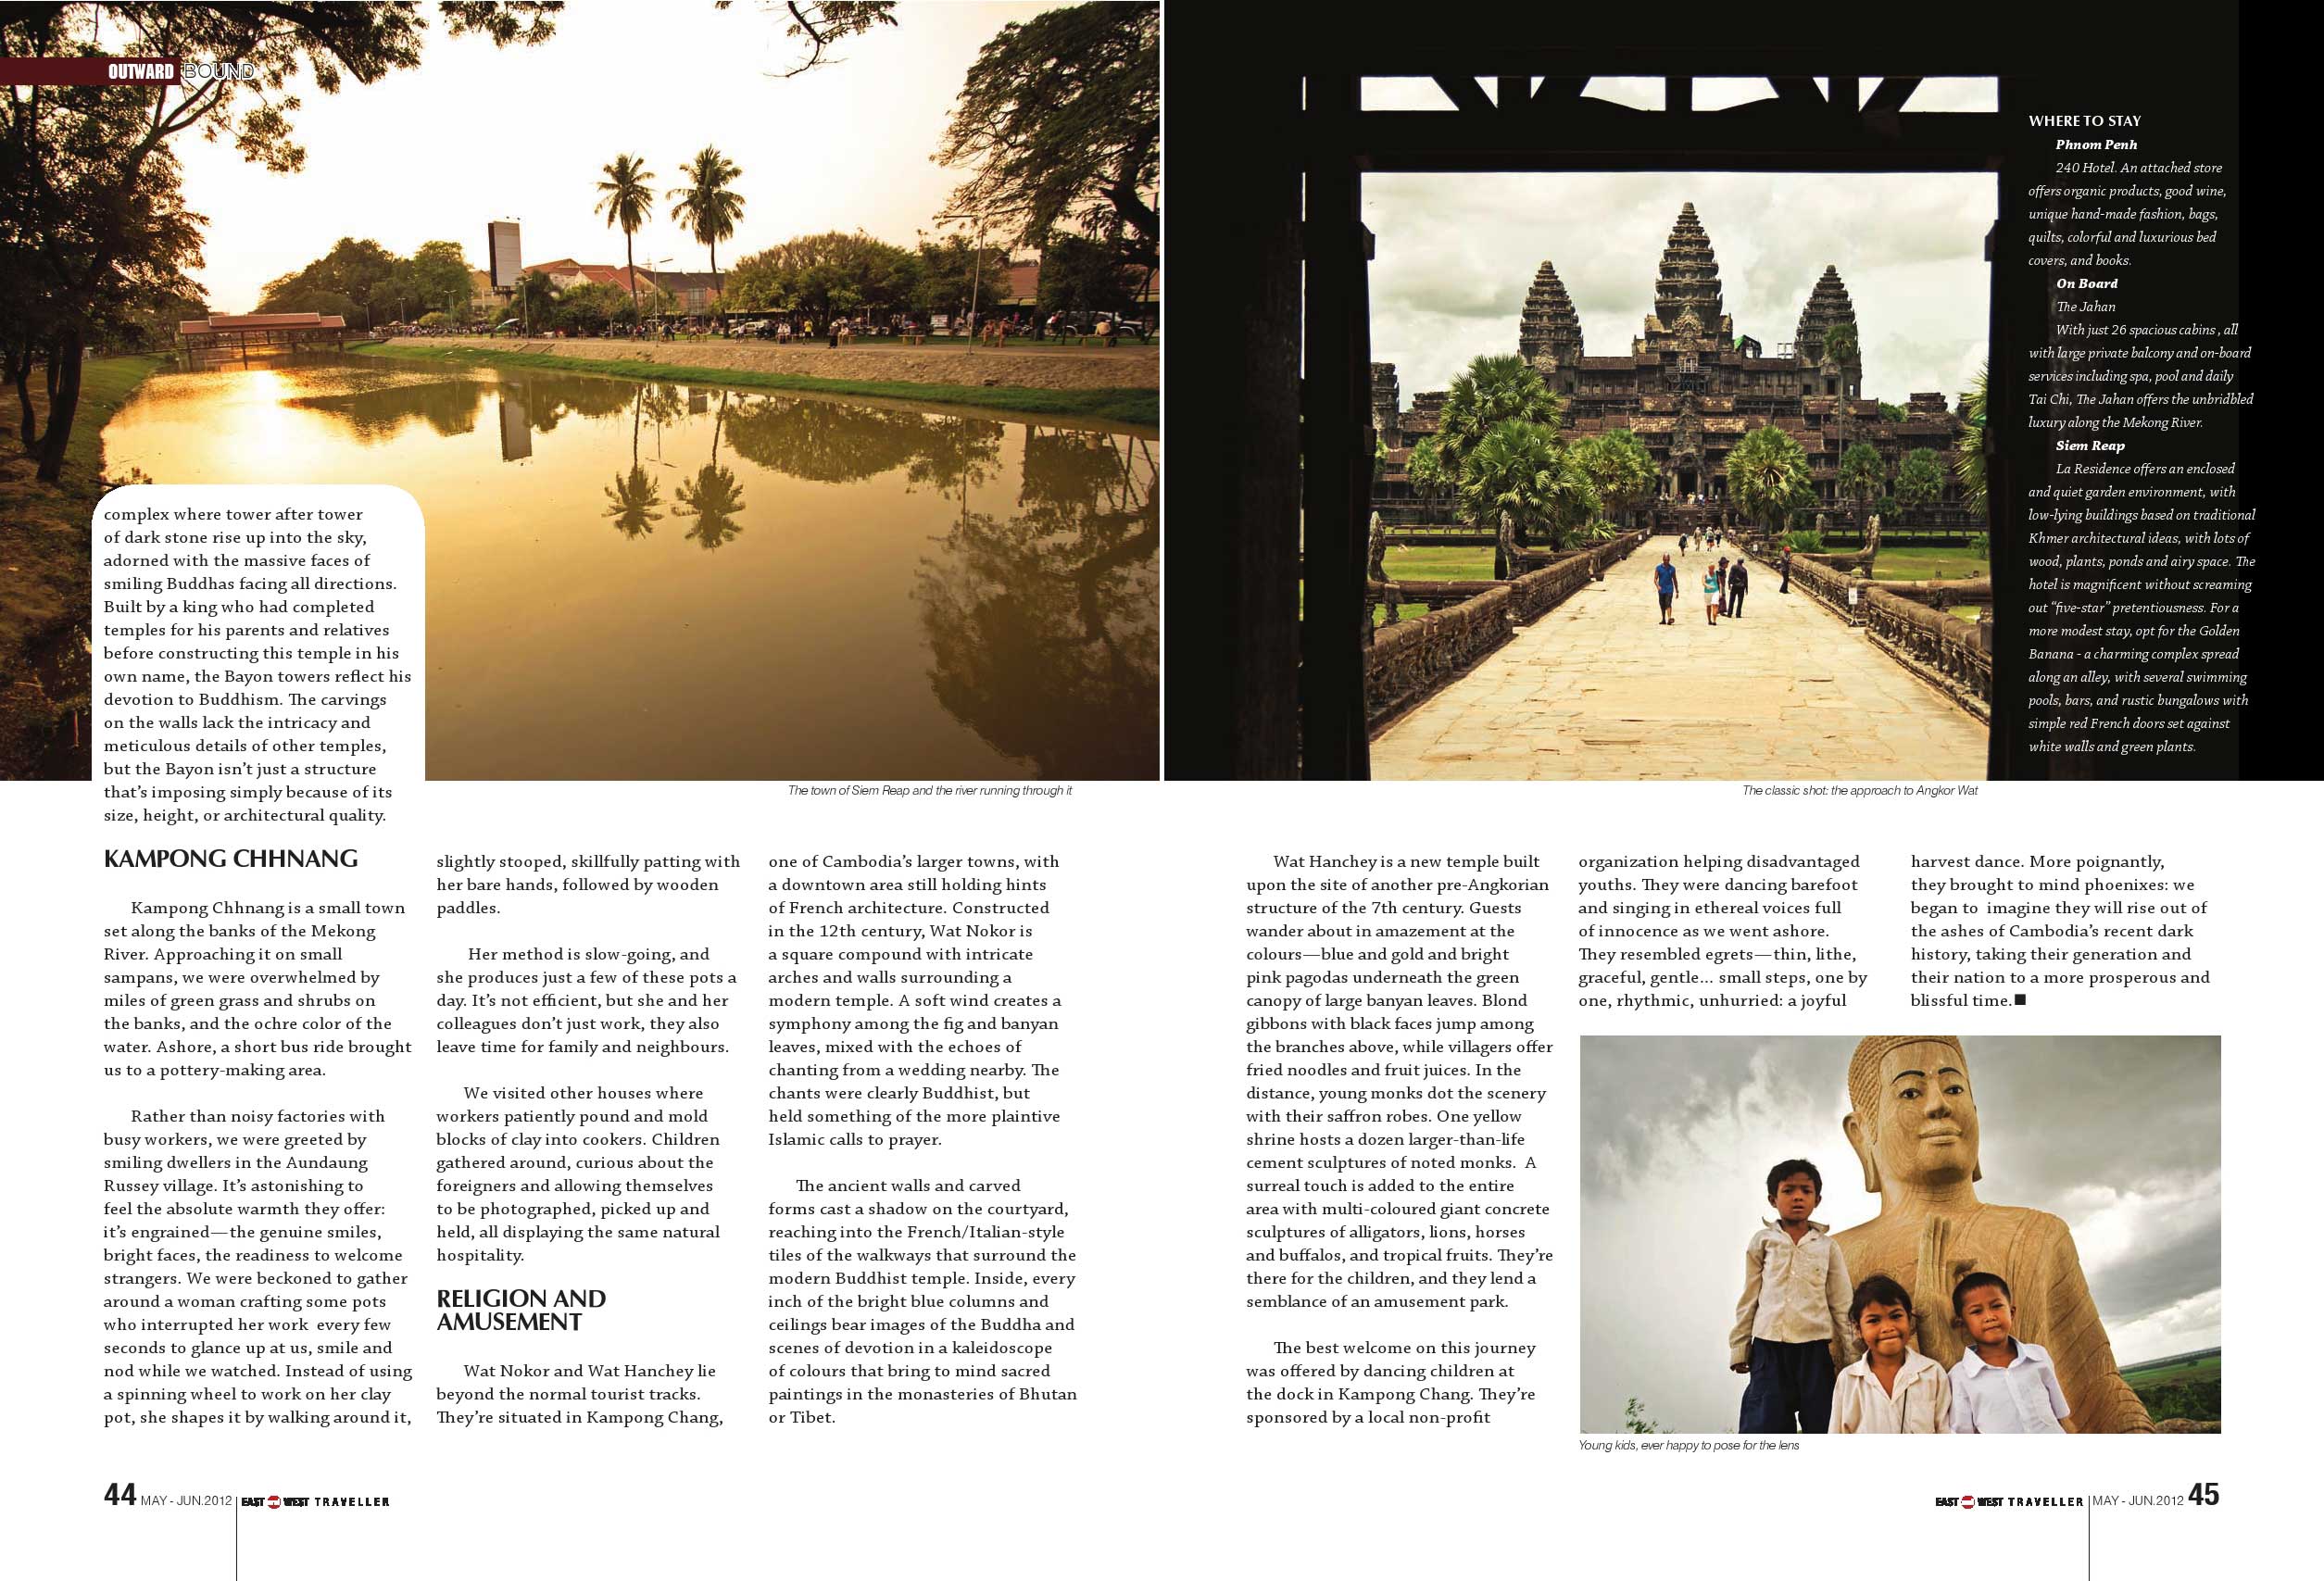 OUTWARD BOUND
complex where tower after tower
of dark stone rise up into the sky,
adorned with the massive faces of
smiling Buddhas facing all directions.
Built by a king who had completed
temples for his parents and relatives
before constructing this temple in his
own name, the Bayon towers reflect his
devotion to Buddhism. The carvings
on the walls lack the intricacy and
meticulous details of other temples,
but the Bayon isn’t just a structure
that’s imposing simply because of its
size, height, or architectural quality.
The town of Siem Reap and the river running through it
KAMPONG CHHNANG
Kampong Chhnang is a small town
set along the banks of the Mekong
River. Approaching it on small
sampans, we were overwhelmed by
miles of green grass and shrubs on
the banks, and the ochre color of the
water. Ashore, a short bus ride brought
us to a pottery-making area.
Rather than noisy factories with
busy workers, we were greeted by
smiling dwellers in the Aundaung
Russey village. It’s astonishing to
feel the absolute warmth they offer:
it’s engrained—the genuine smiles,
bright faces, the readiness to welcome
strangers. We were beckoned to gather
around a woman crafting some pots
who interrupted her work every few
seconds to glance up at us, smile and
nod while we watched. Instead of using
a spinning wheel to work on her clay
pot, she shapes it by walking around it,
slightly stooped, skillfully patting with
her bare hands, followed by wooden
paddles.
Her method is slow-going, and
she produces just a few of these pots a
day. It’s not efficient, but she and her
colleagues don’t just work, they also
leave time for family and neighbours.
We visited other houses where
workers patiently pound and mold
blocks of clay into cookers. Children
gathered around, curious about the
foreigners and allowing themselves
to be photographed, picked up and
held, all displaying the same natural
hospitality.
RELIGION AND
AMUSEMENT
Wat Nokor and Wat Hanchey lie
beyond the normal tourist tracks.
They’re situated in Kampong Chang,
one of Cambodia’s larger towns, with
a downtown area still holding hints
of French architecture. Constructed
in the 12th century, Wat Nokor is
a square compound with intricate
arches and walls surrounding a
modern temple. A soft wind creates a
symphony among the fig and banyan
leaves, mixed with the echoes of
chanting from a wedding nearby. The
chants were clearly Buddhist, but
held something of the more plaintive
Islamic calls to prayer.
The ancient walls and carved
forms cast a shadow on the courtyard,
reaching into the French/Italian-style
tiles of the walkways that surround the
modern Buddhist temple. Inside, every
inch of the bright blue columns and
ceilings bear images of the Buddha and
scenes of devotion in a kaleidoscope
of colours that bring to mind sacred
paintings in the monasteries of Bhutan
or Tibet.
44 MAY - JUN.2012 EAST WEST TRAVELLER
WHERE TO STAY
Phnom Penh
240 Hotel. An attached store
offers organic products, good wine,
unique hand-made fashion, bags,
quilts, colorful and luxurious bed
covers, and books.
On Board
The Jahan
With just 26 spacious cabins , all
with large private balcony and on-board
services including spa, pool and daily
Tai Chi, The Jahan offers the unbridbled
luxury along the Mekong River.
Siem Reap
La Residence offers an enclosed
and quiet garden environment, with
low-lying buildings based on traditional
Khmer architectural ideas, with lots of
wood, plants, ponds and airy space. The
hotel is magnificent without screaming
out “five-star” pretentiousness. For a
more modest stay, opt for the Golden
Banana - a charming complex spread
along an alley, with several swimming
pools, bars, and rustic bungalows with
simple red French doors set against
white walls and green plants.
The classic shot: the approach to Angkor Wat
Wat Hanchey is a new temple built
upon the site of another pre-Angkorian
structure of the 7th century. Guests
wander about in amazement at the
colours—blue and gold and bright
pink pagodas underneath the green
canopy of large banyan leaves. Blond
gibbons with black faces jump among
the branches above, while villagers offer
fried noodles and fruit juices. In the
distance, young monks dot the scenery
with their saffron robes. One yellow
shrine hosts a dozen larger-than-life
cement sculptures of noted monks. A
surreal touch is added to the entire
area with multi-coloured giant concrete
sculptures of alligators, lions, horses
and buffalos, and tropical fruits. They’re
there for the children, and they lend a
semblance of an amusement park.
The best welcome on this journey
was offered by dancing children at
the dock in Kampong Chang. They’re
sponsored by a local non-profit
organization helping disadvantaged
youths. They were dancing barefoot
and singing in ethereal voices full
of innocence as we went ashore.
They resembled egrets—thin, lithe,
graceful, gentle... small steps, one by
one, rhythmic, unhurried: a joyful
harvest dance. More poignantly,
they brought to mind phoenixes: we
began to imagine they will rise out of
the ashes of Cambodia’s recent dark
history, taking their generation and
their nation to a more prosperous and
blissful time.■
Young kids, ever happy to pose for the lens
EAST WEST TRAVELLER MAY - JUN.2012 45